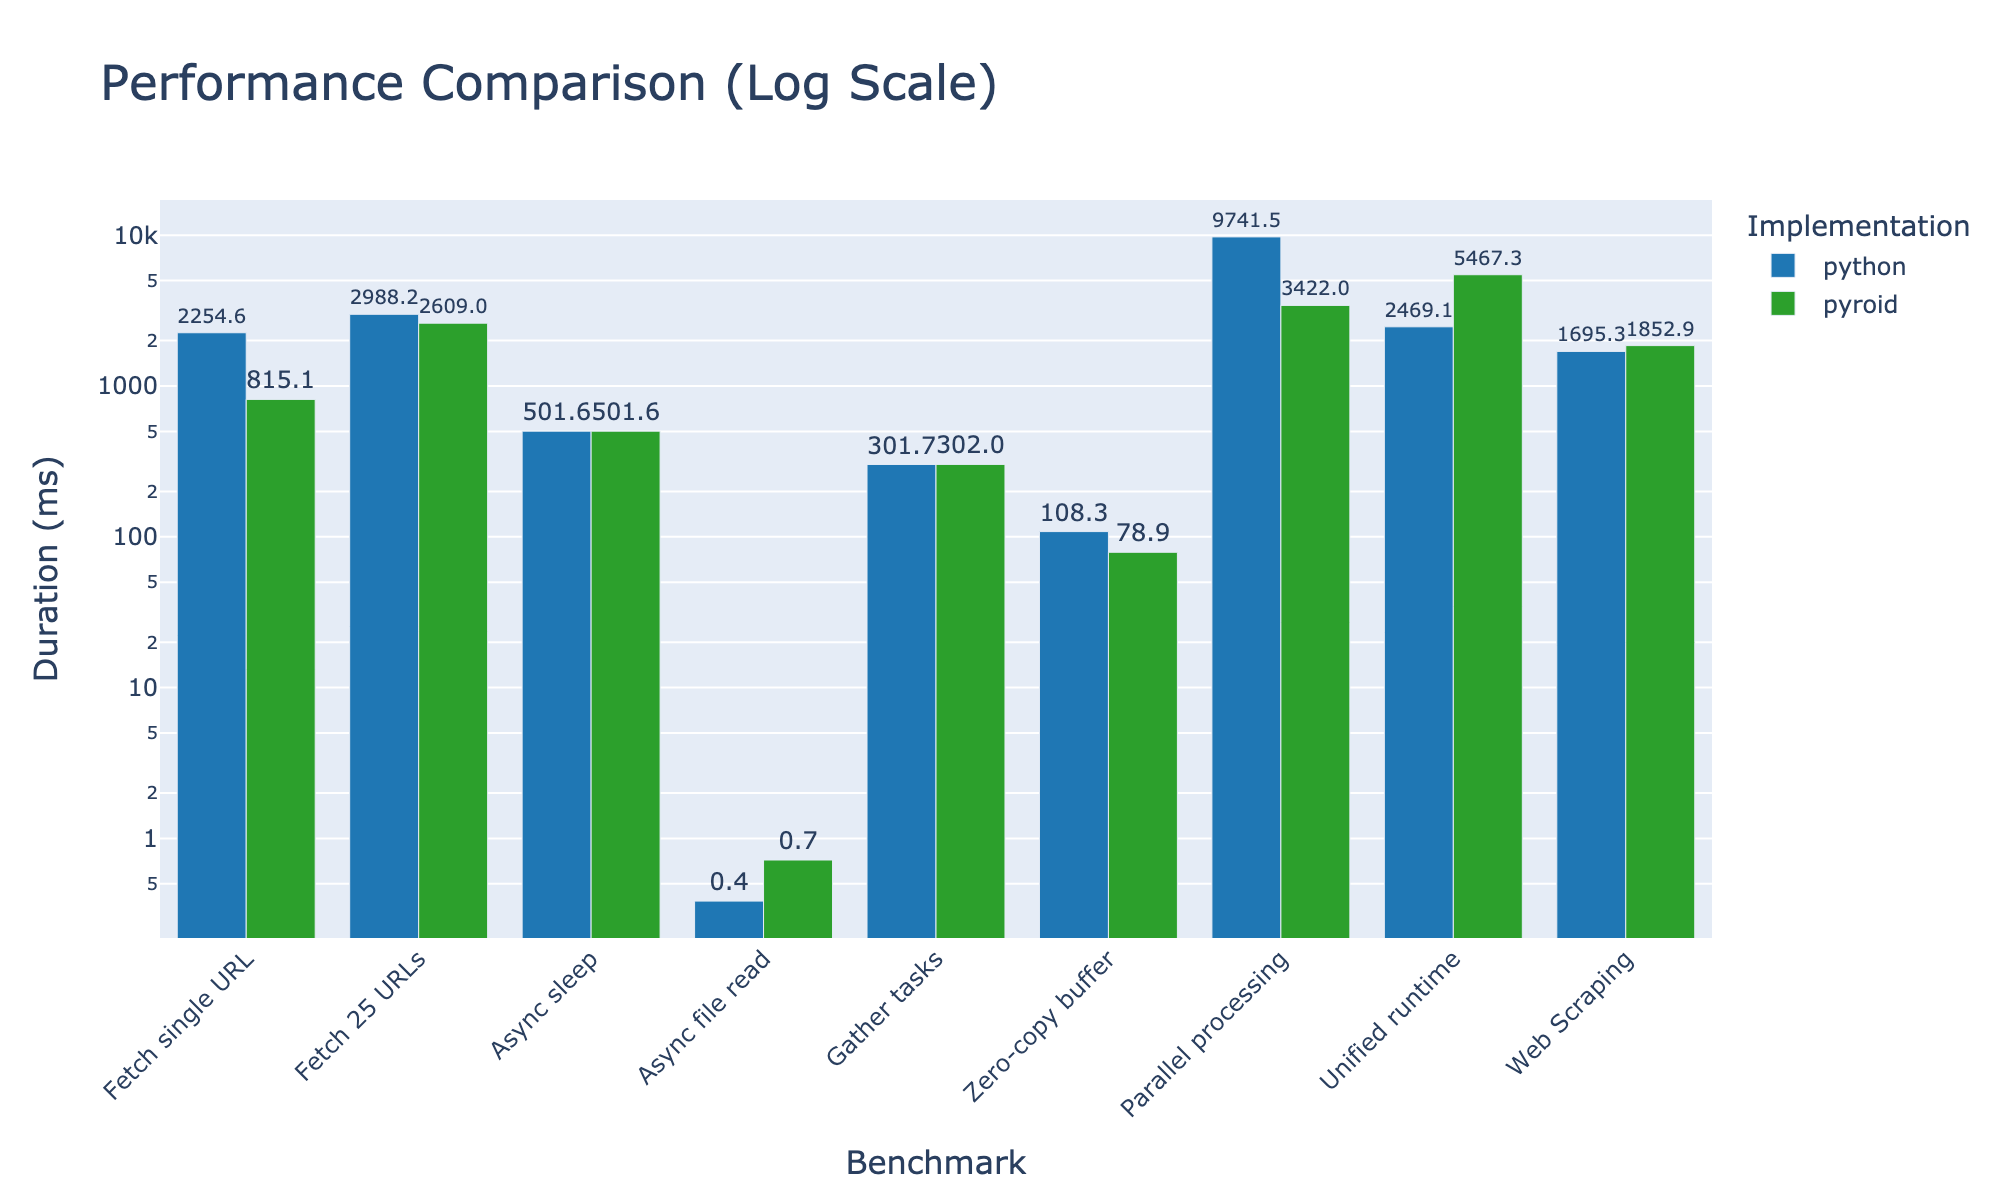 Performance Comparison (Log Scale)
Implementation
python
pyroid
Duration (ms)
10k
5
2
1000
5
2
100
5
2
10
5
2
1
5
2254.6
815.1
2988.2
2609.0
501.6
501.6
0.4
0.7
301.7
302.0
108.3
78.9
9741.5
3422.0
2469.1
5467.3
1695.3
1852.9
Fetch single URL
Fetch 25 URLs
Async sleep
Async file read
Gather tasks
Zero-copy buffer
Parallel processing
Unified runtime
Web Scraping
Benchmark